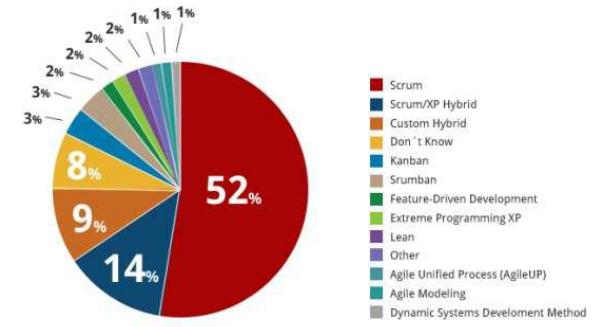 1%
1%
1%
2%
2%
2%
2%
3%
3%
8%
9%
14%
52%
Scrum
Scrum/XP Hybrid
Custom Hybrid
Don´t Know
Kanban
Srumban
Feature-Driven Development
Extreme Programming XP
Lean
Other
Agile Unified Process (AgileUP)
Agile Modeling
Dynamic Systems Develoment Method